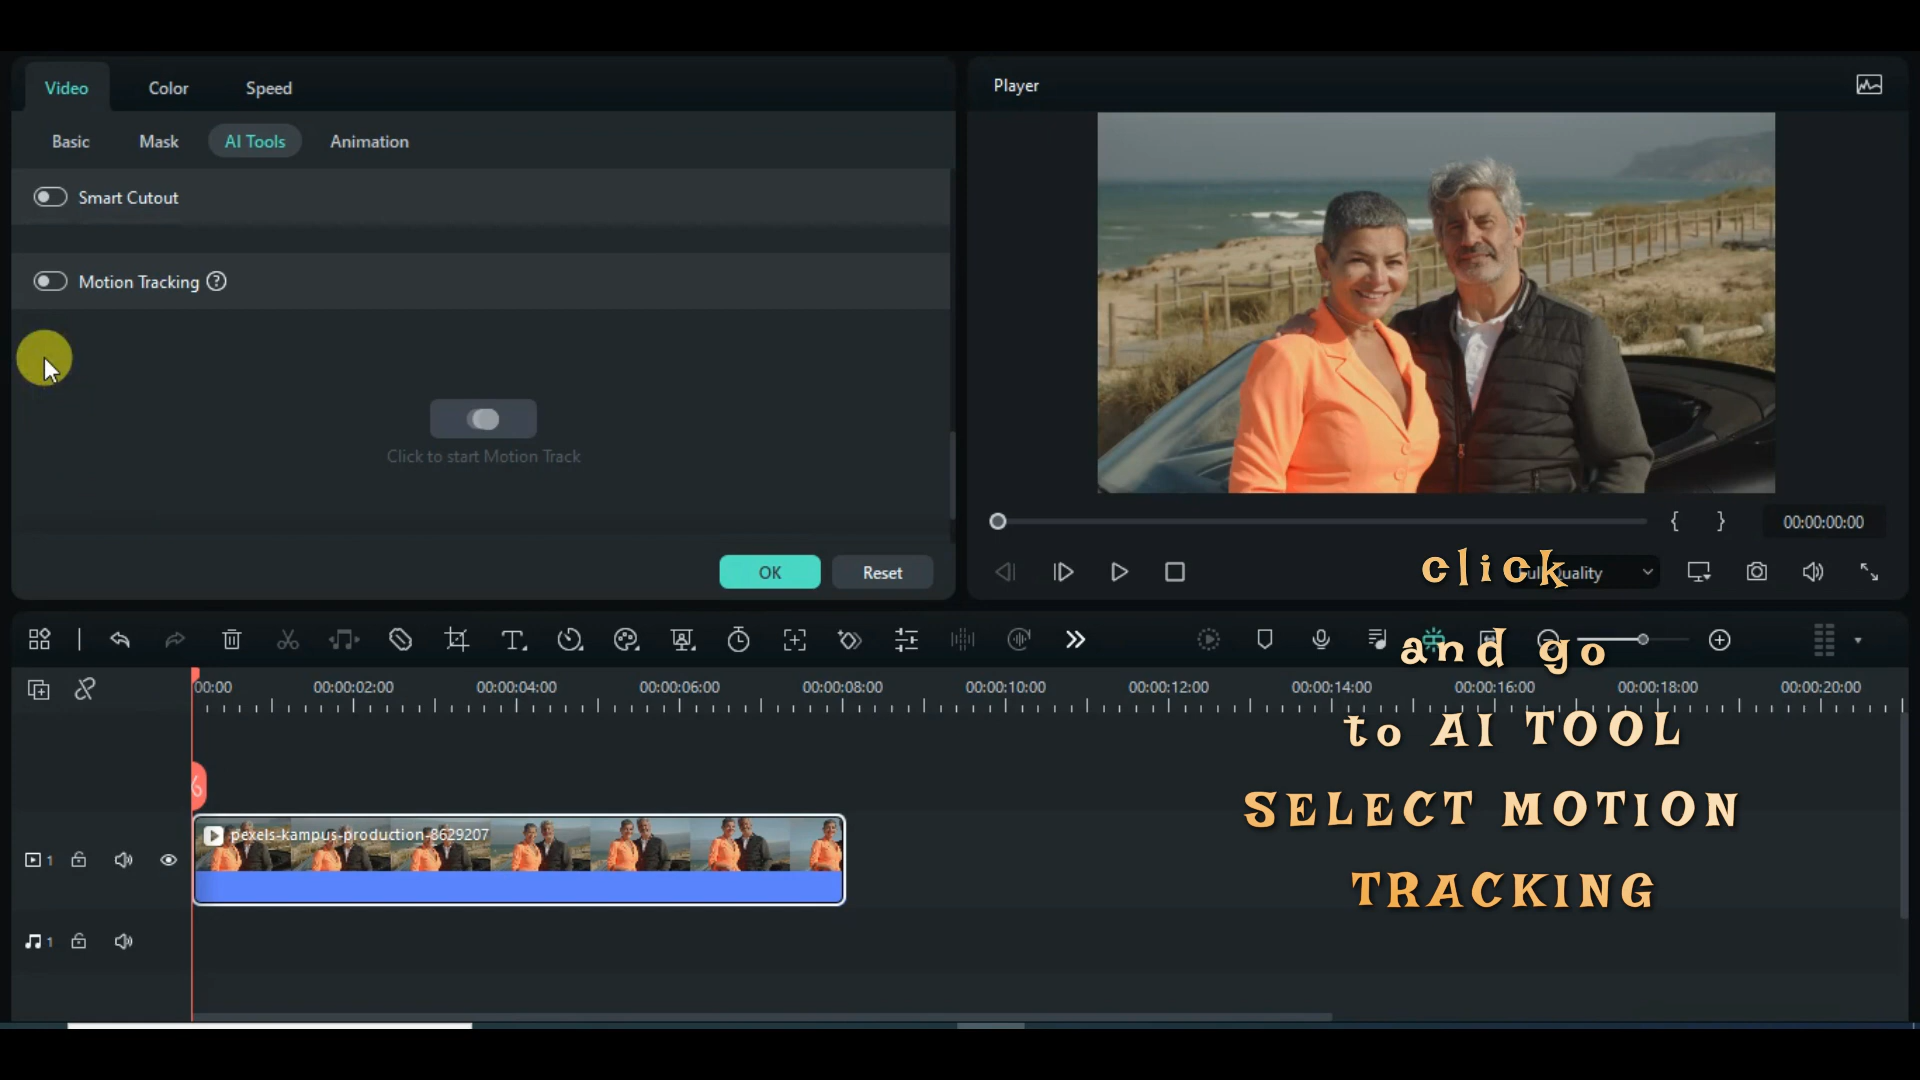 Video Color Speed
Player
Basic Mask AI Tools Animation
Smart Cutout
Motion Tracking ?
Click to start Motion Track
OK Reset
{ } 00:00:00:00
click
Quality
and go
00:00 00:00:02:00 00:00:04:00 00:00:06:00 00:00:08:00 00:00:10:00 00:00:12:00 00:00:14:00 00:00:16:00 00:00:18:00 00:00:20:00
to AI TOOL
SELECT MOTION
pexels-kampus-production-8629207
1
TRACKING
1